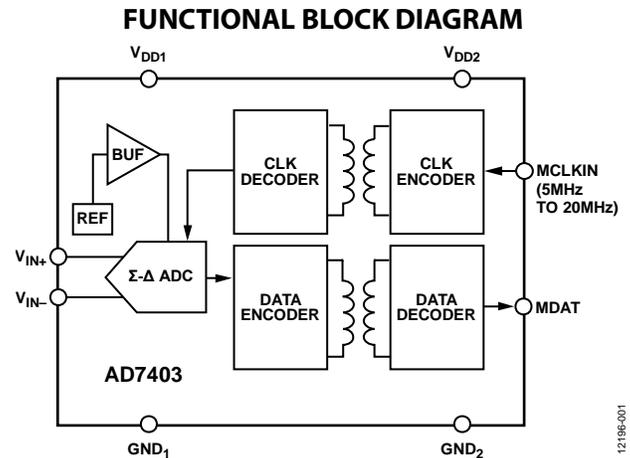 FUNCTIONAL BLOCK DIAGRAM
VDD1
VDD2
BUF
REF
CLK
DECODER
CLK
ENCODER
MCLKIN
(5MHz
TO 20MHz)
VIN+
VIN–
Σ-Δ ADC
DATA
ENCODER
DATA
DECODER
MDAT
AD7403
GND1
GND2
12196-001